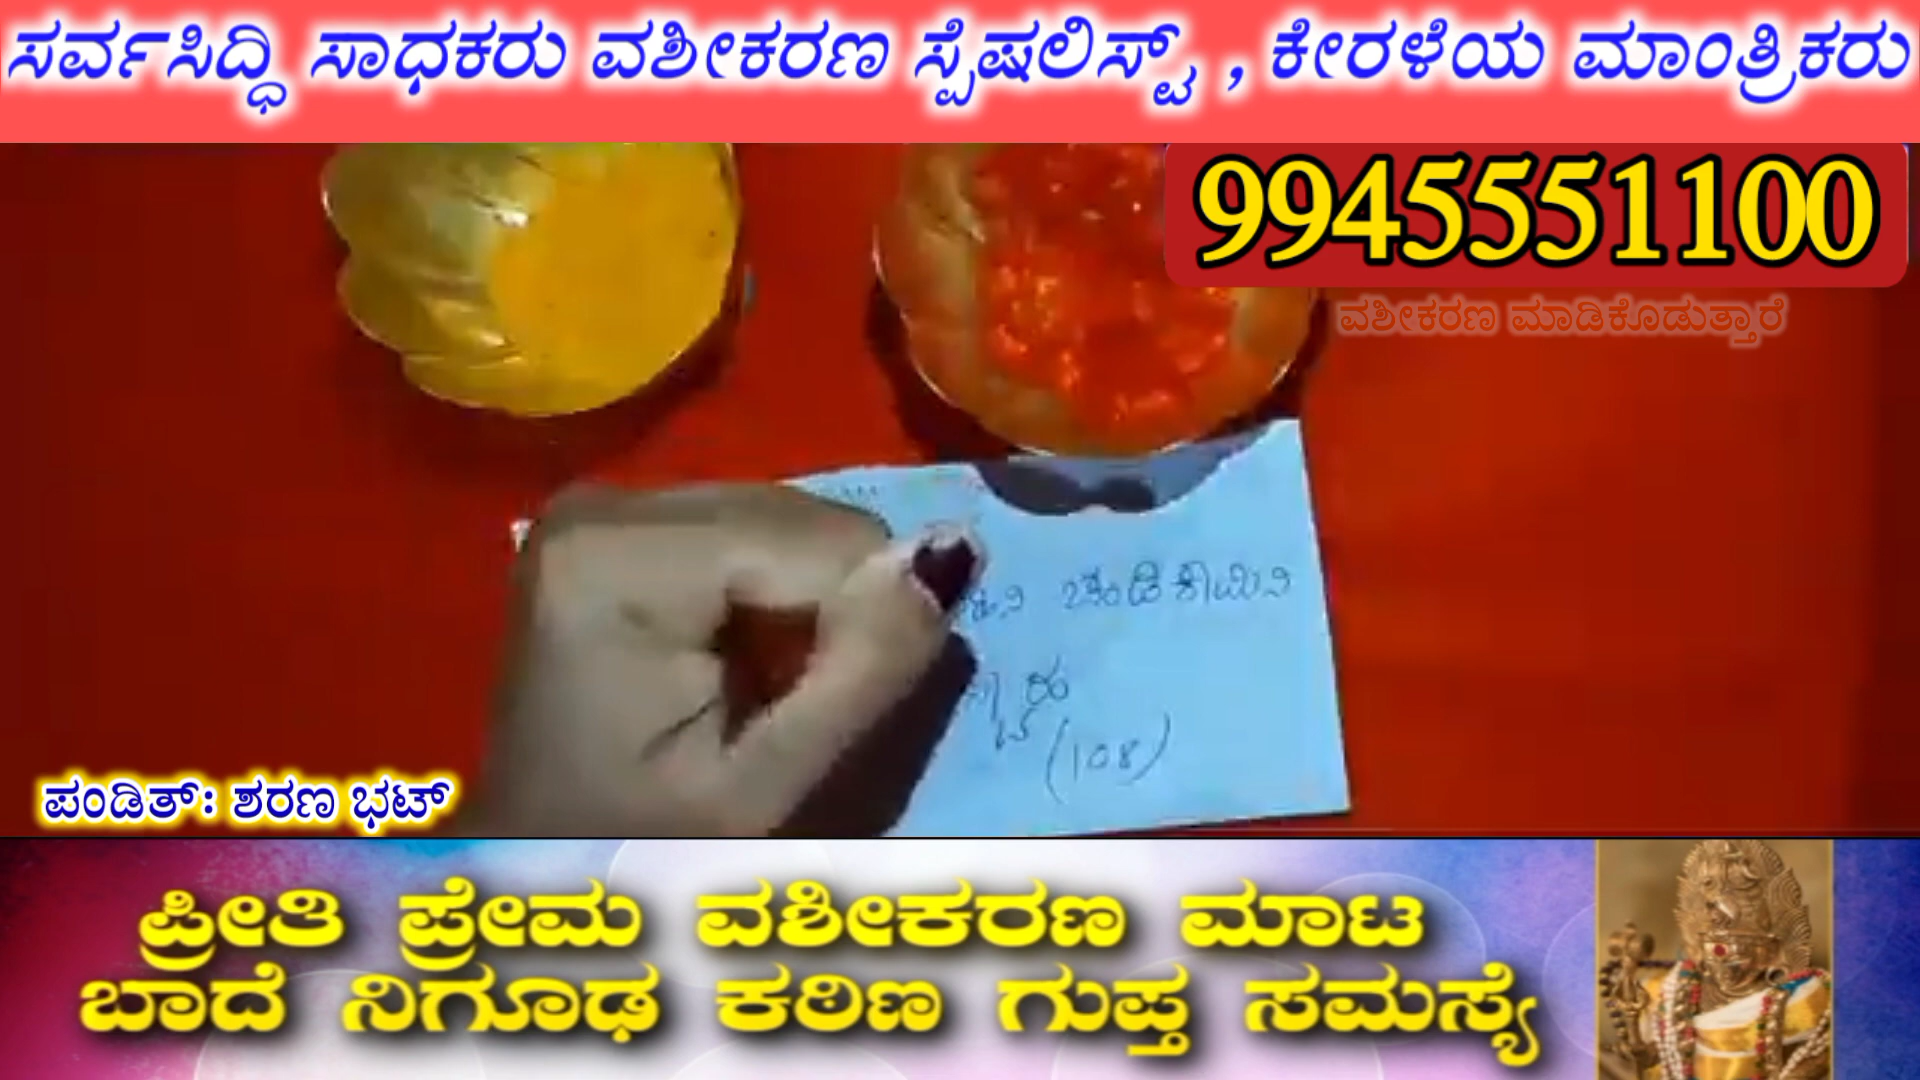 ಸರ್ವಸಿದ್ಧಿ ಸಾಧಕರು ವಶೀಕರಣ ಸ್ಪೆಷಲಿಸ್ಟ್ , ಕೇರಳೆಯ ಮಾಂತ್ರಿಕರು
9945551100
ವಶೀಕರಣ ಮಾಡಿಕೊಡುತ್ತಾರೆ
(108)
ಪಂಡಿತ್: ಶರಣ ಭಟ್
ಪ್ರೀತಿ ಪ್ರೇಮ ವಶೀಕರಣ ಮಾಟ
ಬಾದೆ ನಿಗೂಢ ಕಠಿಣ ಗುಪ್ತ ಸಮಸ್ಯೆ